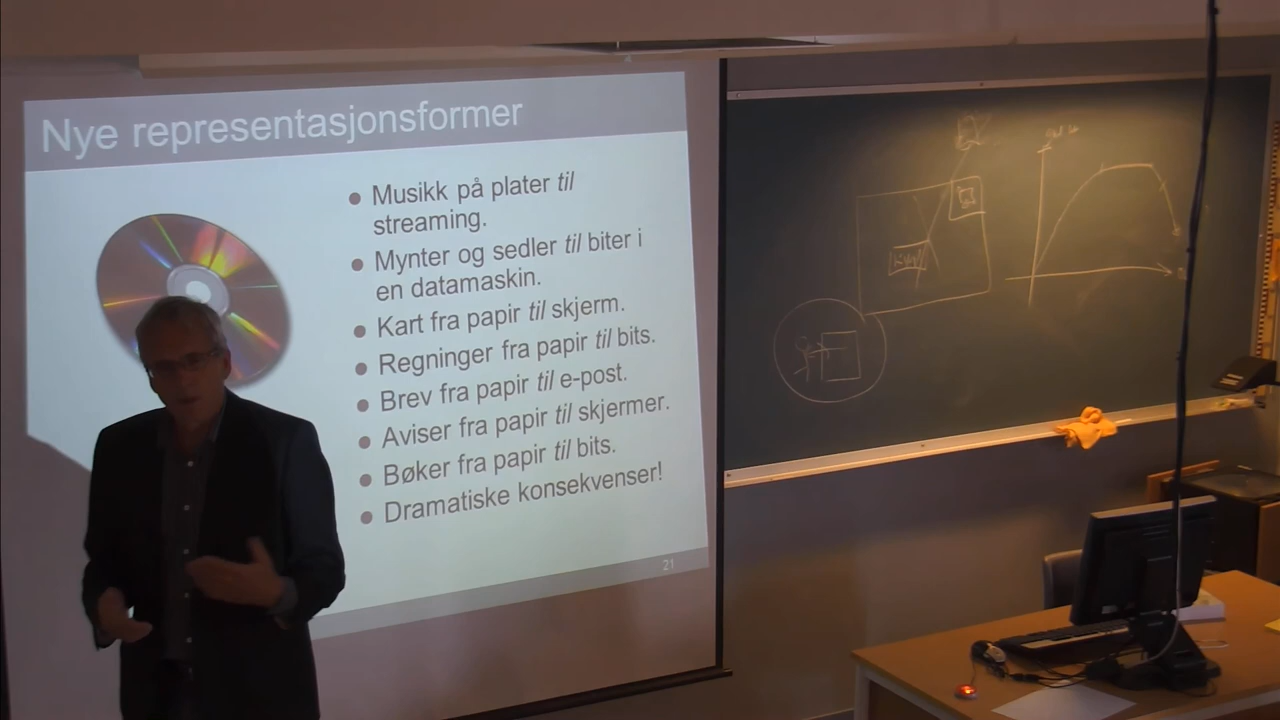 Nye representasjonsformer
Musikk på plater til
streaming.
Mynter og sedler til biter i
en datamaskin.
Kart fra papir til skjerm.
Regninger fra papir til bits.
Brev fra papir til e-post.
Aviser fra papir til skjermer.
Bøker fra papir til bits.
Dramatiske konsekvenser!
21